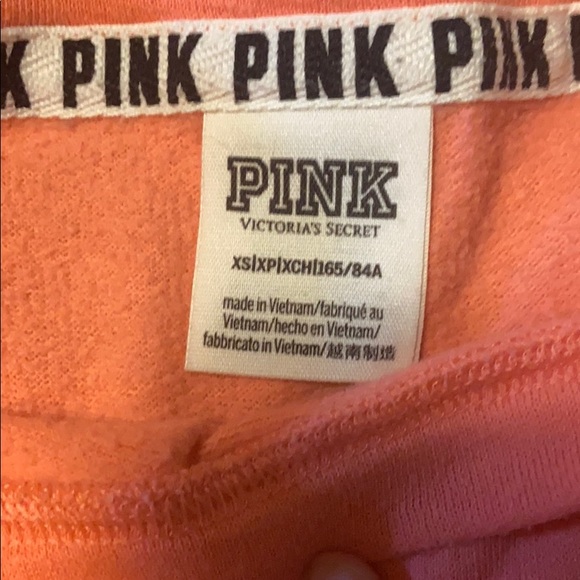 K PINK PINK PINK
PINK
VICTORIA'S SECRET
XS|XP|XCH|165/84A
made in Vietnam/fabriqué au
Vietnam/hecho en Vietnam/
fabbricato in Vietnam/越南制造